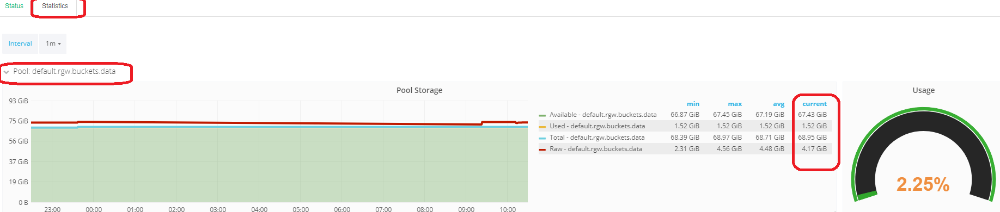 Status Statistics
Interval 1m
Pool: default.rgw.buckets.data
Pool Storage
93 GiB
75 GiB
56 GiB
37 GiB
19 GiB
0 B
23:00 00:00 01:00 02:00 03:00 04:00 05:00 06:00 07:00 08:00 09:00 10:00
min max avg current
Available - default.rgw.buckets.data 66.87 GiB 67.45 GiB 67.19 GiB 67.43 GiB
Used - default.rgw.buckets.data 1.52 GiB 1.52 GiB 1.52 GiB 1.52 GiB
Total - default.rgw.buckets.data 68.39 GiB 68.97 GiB 68.71 GiB 68.95 GiB
Raw - default.rgw.buckets.data 2.31 GiB 4.56 GiB 4.48 GiB 4.17 GiB
Usage
2.25%